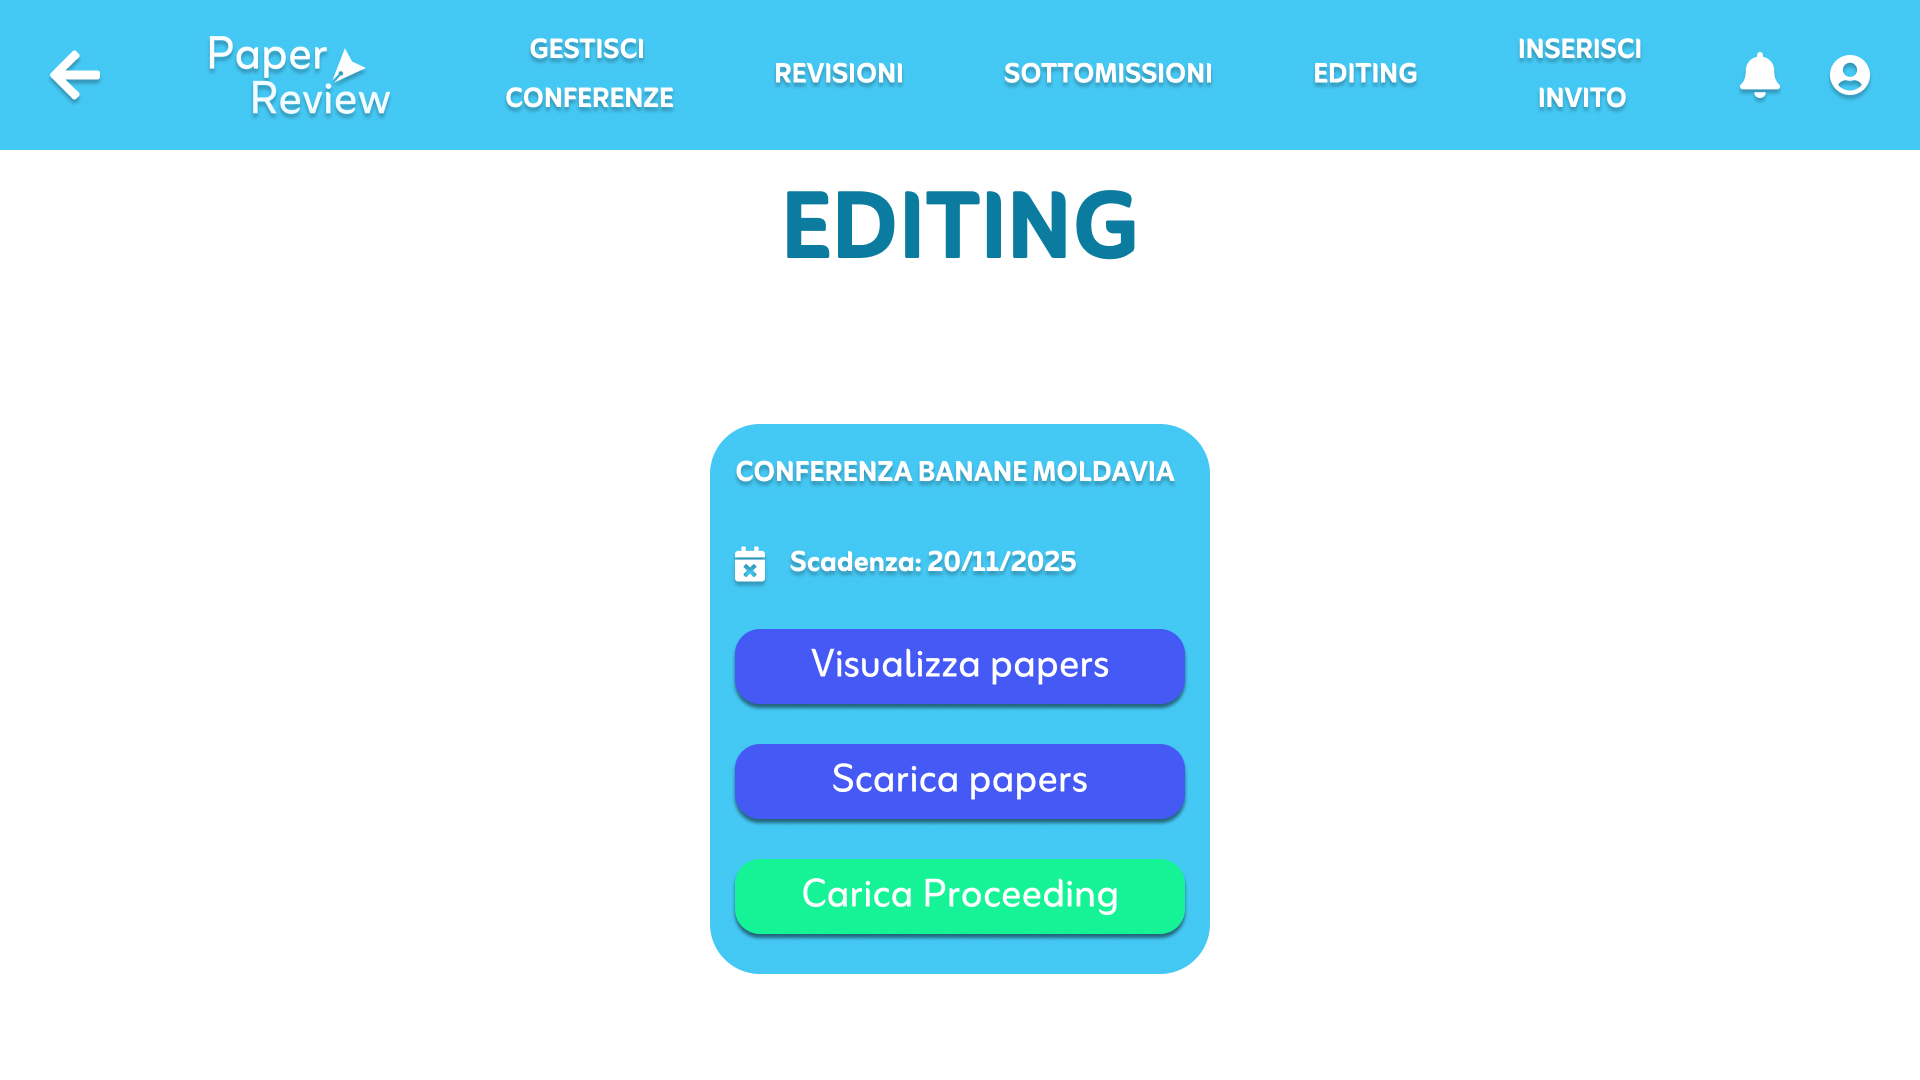 Paper
Review
GESTISCI
CONFERENZE
REVISIONI
SOTTOMISSIONI
EDITING
INSERISCI
INVITO
EDITING
CONFERENZA BANANE MOLDAVIA
Scadenza: 20/11/2025
Visualizza papers
Scarica papers
Carica Proceeding